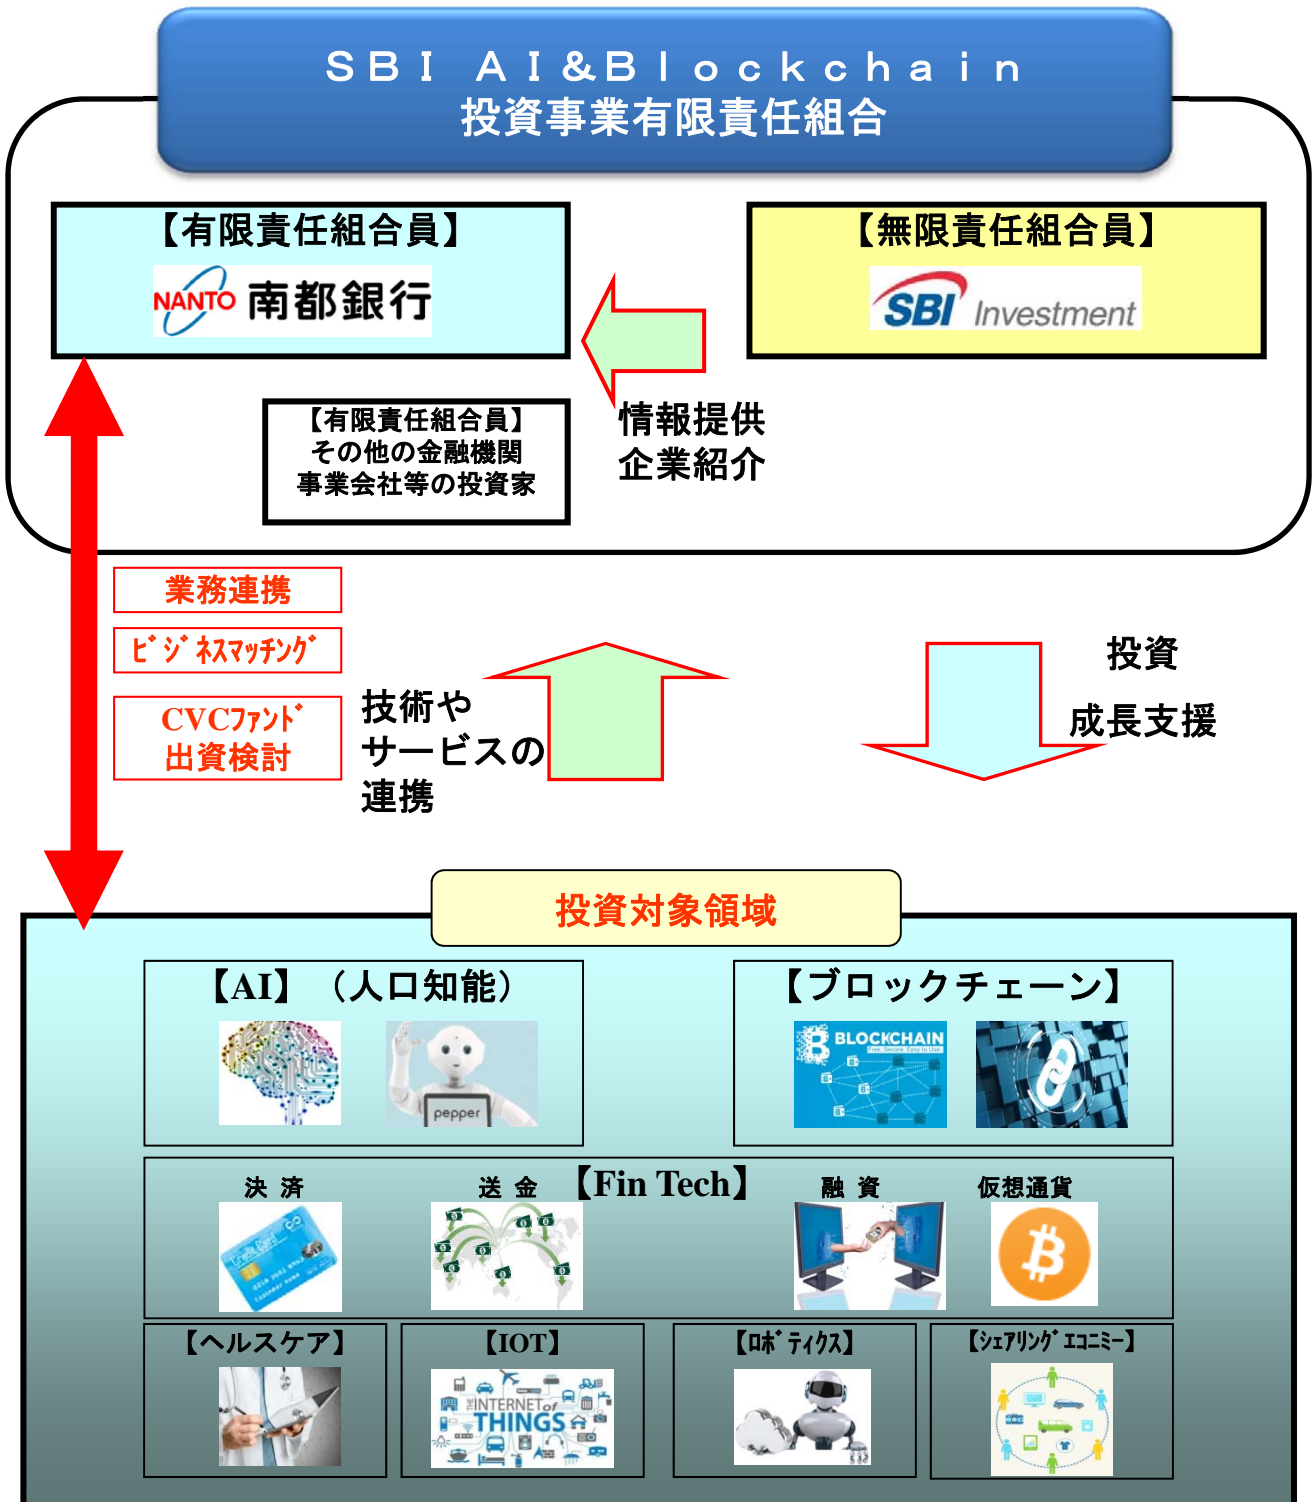 SBI AI&Blockchain
投資事業有限責任組合
【有限責任組合員】
NANTO 南都銀行
【無限責任組合員】
SBI Investment
【有限責任組合員】
その他の金融機関
事業会社等の投資家
情報提供
企業紹介
業務連携
ﾋﾞｼﾞﾈｽﾏｯﾁﾝｸﾞ
CVCﾌｧﾝﾄﾞ
出資検討
技術や
サービスの
連携
投資
成長支援
投資対象領域
【AI】（人口知能）
pepper
【ブロックチェーン】
BLOCKCHAIN
Free, Secure, Easy to Use
【Fin Tech】
決 済
送 金
融 資
仮想通貨
Credit Card
【ヘルスケア】
【IOT】
THE INTERNET of
THINGS
【ﾛﾎﾞﾃｨｸｽ】
【ｼｪｱﾘﾝｸﾞｴｺﾆﾐｰ】